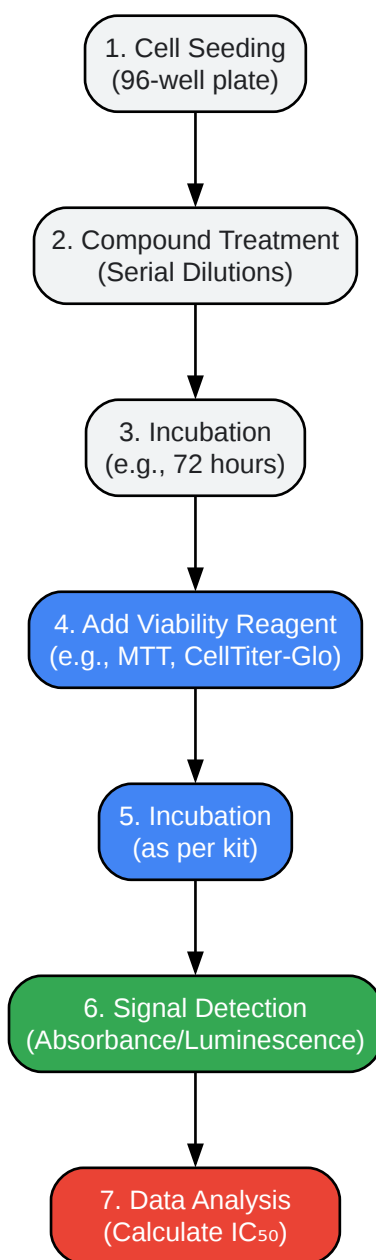 1. Cell Seeding
(96-well plate)
2. Compound Treatment
(Serial Dilutions)
3. Incubation
(e.g., 72 hours)
4. Add Viability Reagent
(e.g., MTT, CellTiter-Glo)
5. Incubation
(as per kit)
6. Signal Detection
(Absorbance/Luminescence)
7. Data Analysis
(Calculate IC₅₀)